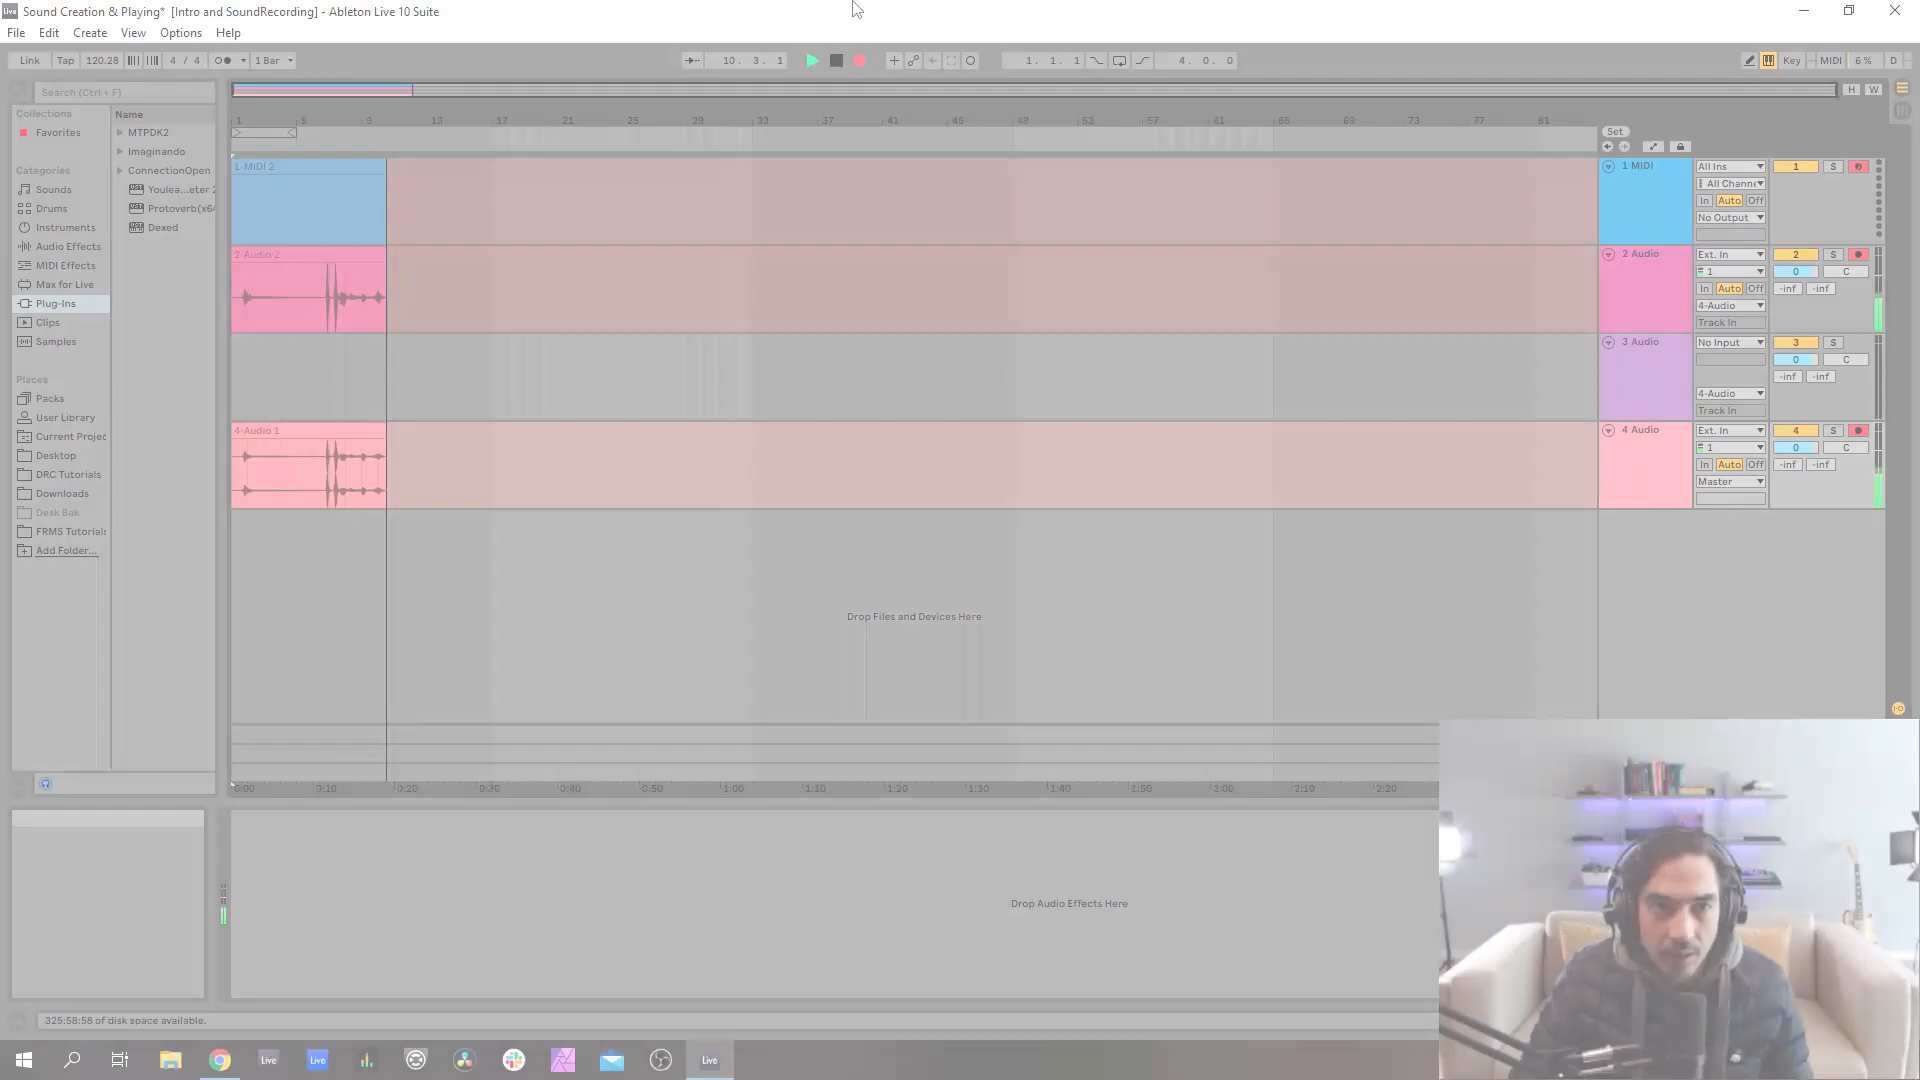 Sound Creation & Playing* [Intro and SoundRecording] - Ableton Live 10 Suite
File Edit Create View Options Help
Link Tap 120.28 4 / 4 1 Bar 10. 3. 1 1. 1. 1 4. 0. 0 Key MIDI 6 % D
Search (Ctrl + F)
H W
Collections
Favorites
Categories
Sounds
Drums
Instruments
Audio Effects
MIDI Effects
Max for Live
Plug-Ins
Clips
Samples
Places
Packs
User Library
Current Projec
Desktop
DRC Tutorials
Downloads
Desk Bak
FRMS Tutorials
Add Folder...
Name
MTPDK2
Imaginando
ConnectionOpen
Youlea...eter 2
Protoverb(x64
Dexed
1 5 9 13 17 21 25 29 33 37 41 45 49 53 57 61 65 69 73 77 81
Set
1-MIDI 2
2-Audio 2
4-Audio 1
1 MIDI
All Ins
All Channe
In Auto Off
No Output
1 S
2 Audio
Ext. In
1
In Auto Off
4-Audio
Track In
2 S
0 C
-inf -inf
3 Audio
No Input
4-Audio
Track In
3 S
0 C
-inf -inf
4 Audio
Ext. In
1
In Auto Off
Master
4 S
0 C
-inf -inf
Drop Files and Devices Here
0:00 0:10 0:20 0:30 0:40 0:50 1:00 1:10 1:20 1:30 1:40 1:50 2:00 2:10 2:20
Drop Audio Effects Here
325:58:58 of disk space available.
Live Live Live